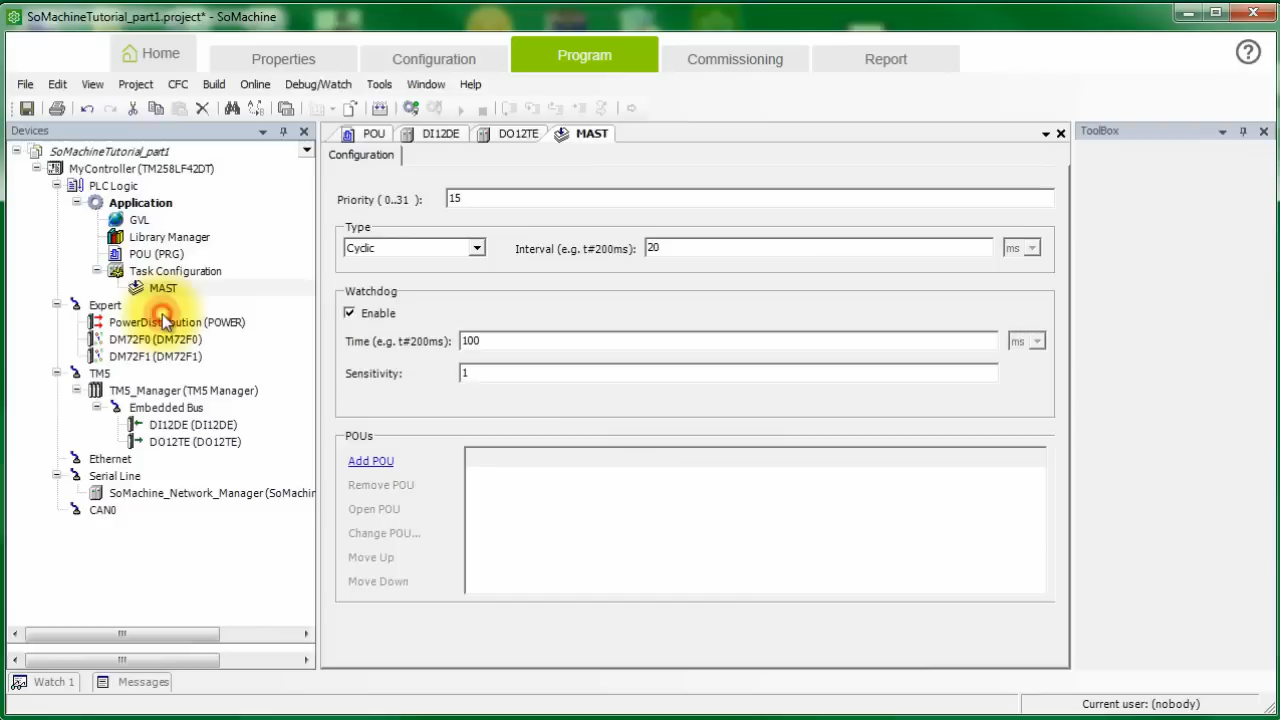 SoMachineTutorial_part1.project* - SoMachine
Home
Properties
Configuration
Program
Commissioning
Report
File Edit View Project CFC Build Online Debug/Watch Tools Window Help
Devices
POU
DI12DE
DO12TE
MAST
ToolBox
SoMachineTutorial_part1
MyController (TM258LF42DT)
PLC Logic
Application
GVL
Library Manager
POU (PRG)
Task Configuration
MAST
Expert
PowerDistribution (POWER)
DM72F0 (DM72F0)
DM72F1 (DM72F1)
TM5
TM5_Manager (TM5 Manager)
Embedded Bus
DI12DE (DI12DE)
DO12TE (DO12TE)
Ethernet
Serial Line
SoMachine_Network_Manager (SoMachin
CAN0
Configuration
Priority ( 0..31 ): 15
Type
Cyclic
Interval (e.g. t#200ms): 20 ms
Watchdog
Enable
Time (e.g. t#200ms): 100 ms
Sensitivity: 1
POUs
Add POU
Remove POU
Open POU
Change POU...
Move Up
Move Down
Watch 1
Messages
Current user: (nobody)